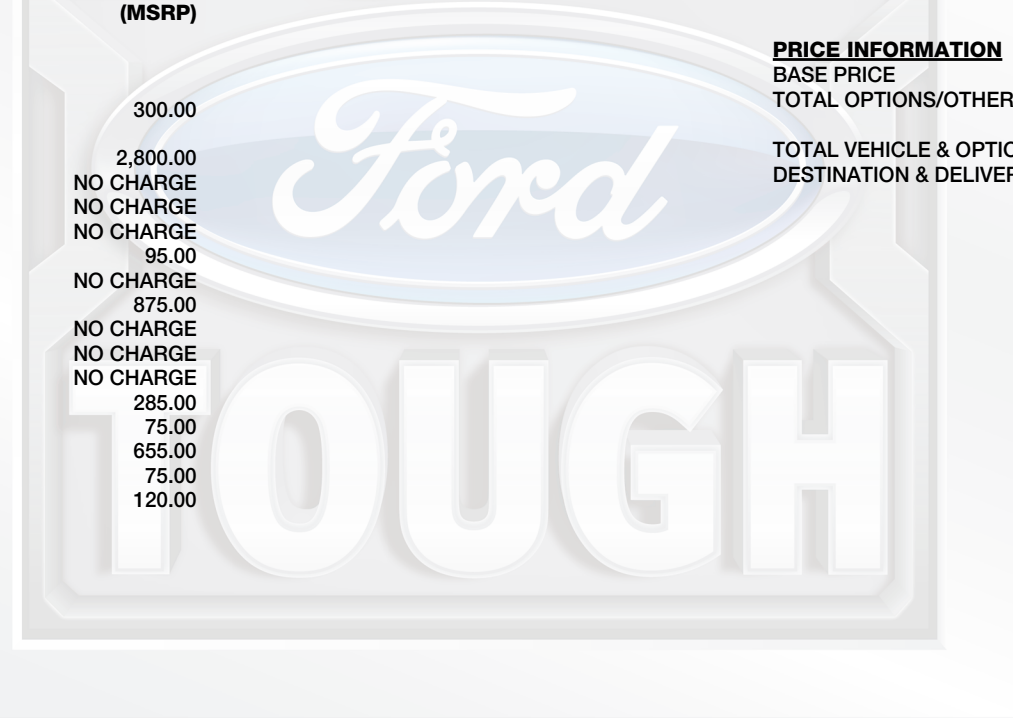 (MSRP)
300.00
2,800.00
NO CHARGE
NO CHARGE
NO CHARGE
95.00
NO CHARGE
875.00
NO CHARGE
NO CHARGE
NO CHARGE
285.00
75.00
655.00
75.00
120.00
PRICE INFORMATION
BASE PRICE
TOTAL OPTIONS/OTHER
TOTAL VEHICLE & OPTIO
DESTINATION & DELIVER
Ford
TOUGH